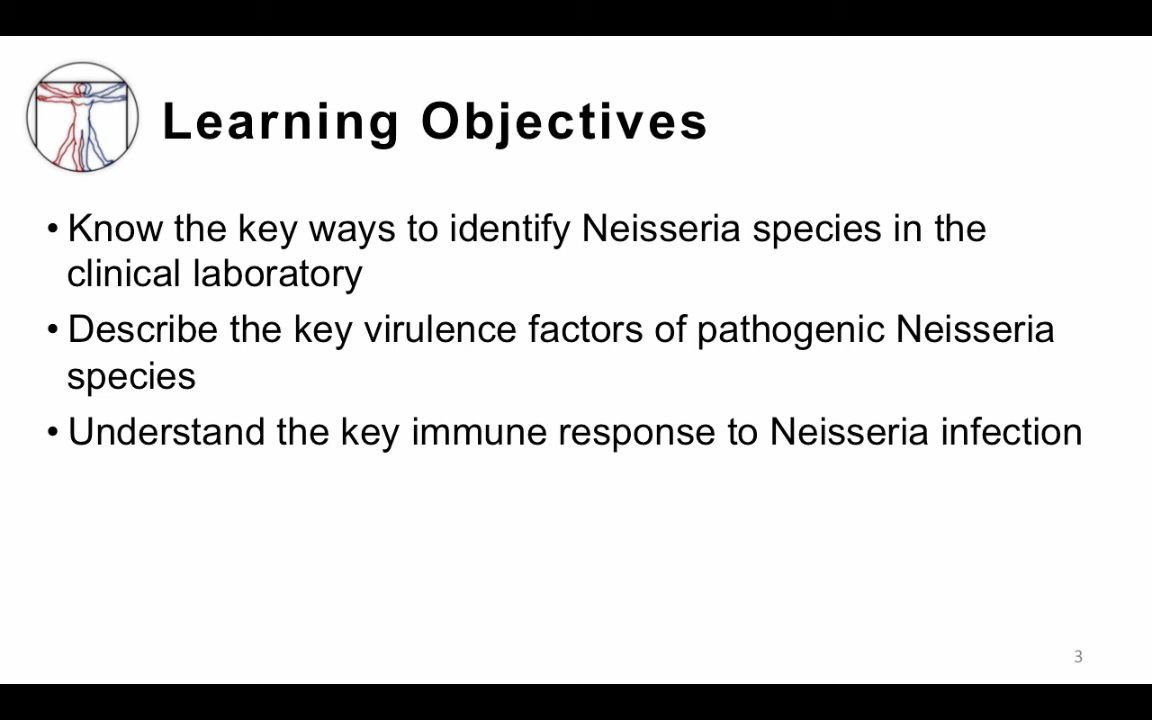 Learning Objectives
• Know the key ways to identify Neisseria species in the
clinical laboratory
• Describe the key virulence factors of pathogenic Neisseria
species
• Understand the key immune response to Neisseria infection
3